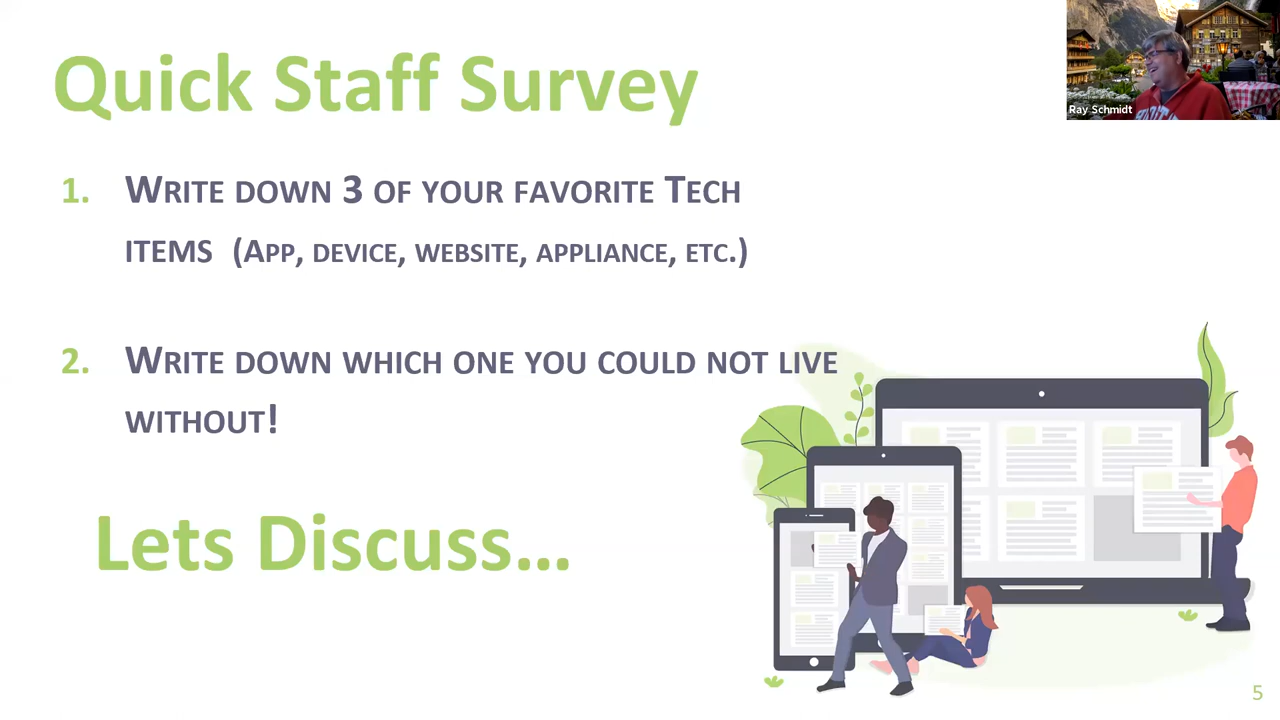 Quick Staff Survey
Ray Schmidt
1. Write down 3 of your favorite Tech
items (App, device, website, appliance, etc.)
2. Write down which one you could not live
without!
Lets Discuss…
5